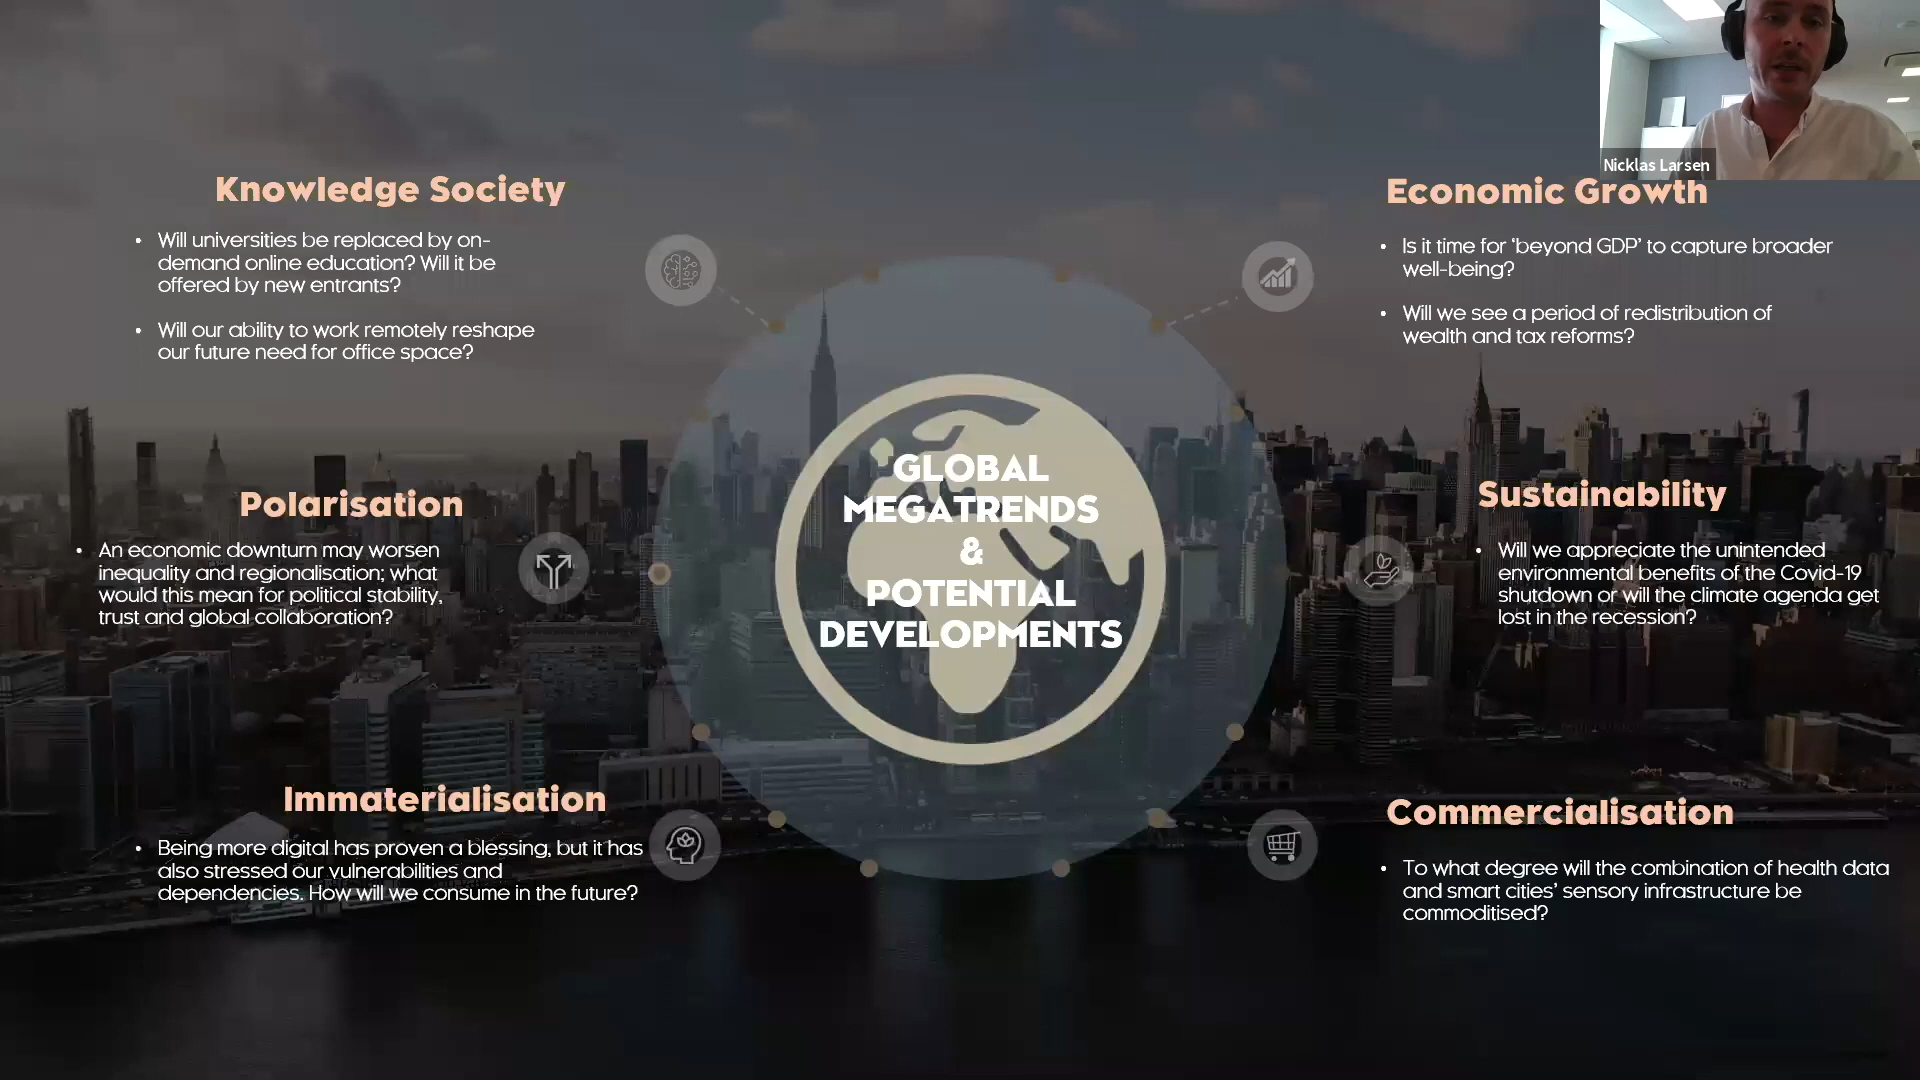 Nicklas Larsen
Knowledge Society
• Will universities be replaced by on-
demand online education? Will it be
offered by new entrants?
• Will our ability to work remotely reshape
our future need for office space?
Polarisation
• An economic downturn may worsen
inequality and regionalisation; what
would this mean for political stability,
trust and global collaboration?
Immaterialisation
• Being more digital has proven a blessing, but it has
also stressed our vulnerabilities and
dependencies. How will we consume in the future?
GLOBAL
MEGATRENDS
&
POTENTIAL
DEVELOPMENTS
Economic Growth
• Is it time for ‘beyond GDP’ to capture broader
well-being?
• Will we see a period of redistribution of
wealth and tax reforms?
Sustainability
• Will we appreciate the unintended
environmental benefits of the Covid-19
shutdown or will the climate agenda get
lost in the recession?
Commercialisation
• To what degree will the combination of health data
and smart cities’ sensory infrastructure be
commoditised?